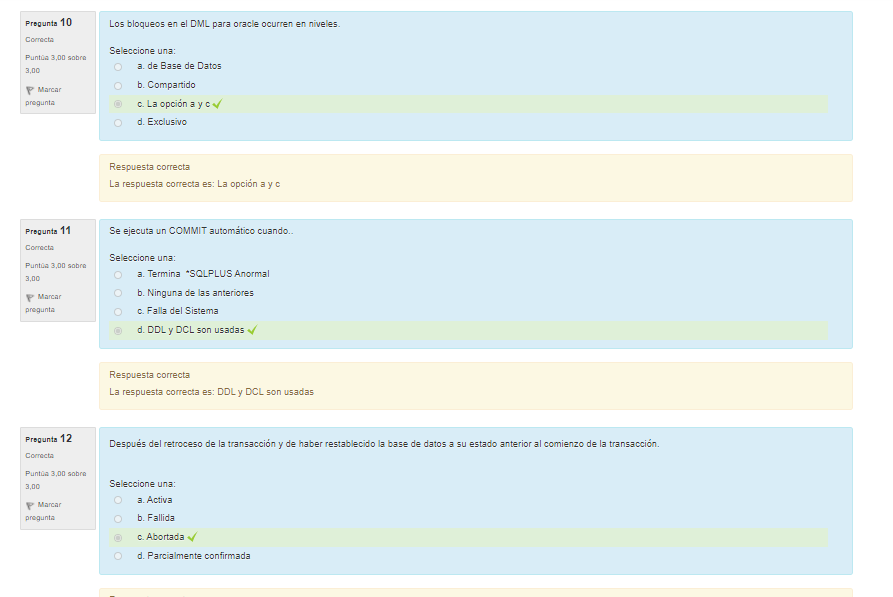 Pregunta 10
Correcta
Puntúa 3,00 sobre
3,00
Marcar
pregunta
Los bloqueos en el DML para oracle ocurren en niveles.
Seleccione una:
a. de Base de Datos
b. Compartido
c. La opción a y c
d. Exclusivo
Respuesta correcta
La respuesta correcta es: La opción a y c
Pregunta 11
Correcta
Puntúa 3,00 sobre
3,00
Marcar
pregunta
Se ejecuta un COMMIT automático cuando..
Seleccione una:
a. Termina *SQLPLUS Anormal
b. Ninguna de las anteriores
c. Falla del Sistema
d. DDL y DCL son usadas
Respuesta correcta
La respuesta correcta es: DDL y DCL son usadas
Pregunta 12
Correcta
Puntúa 3,00 sobre
3,00
Marcar
pregunta
Después del retroceso de la transacción y de haber restablecido la base de datos a su estado anterior al comienzo de la transacción.
Seleccione una:
a. Activa
b. Fallida
c. Abortada
d. Parcialmente confirmada